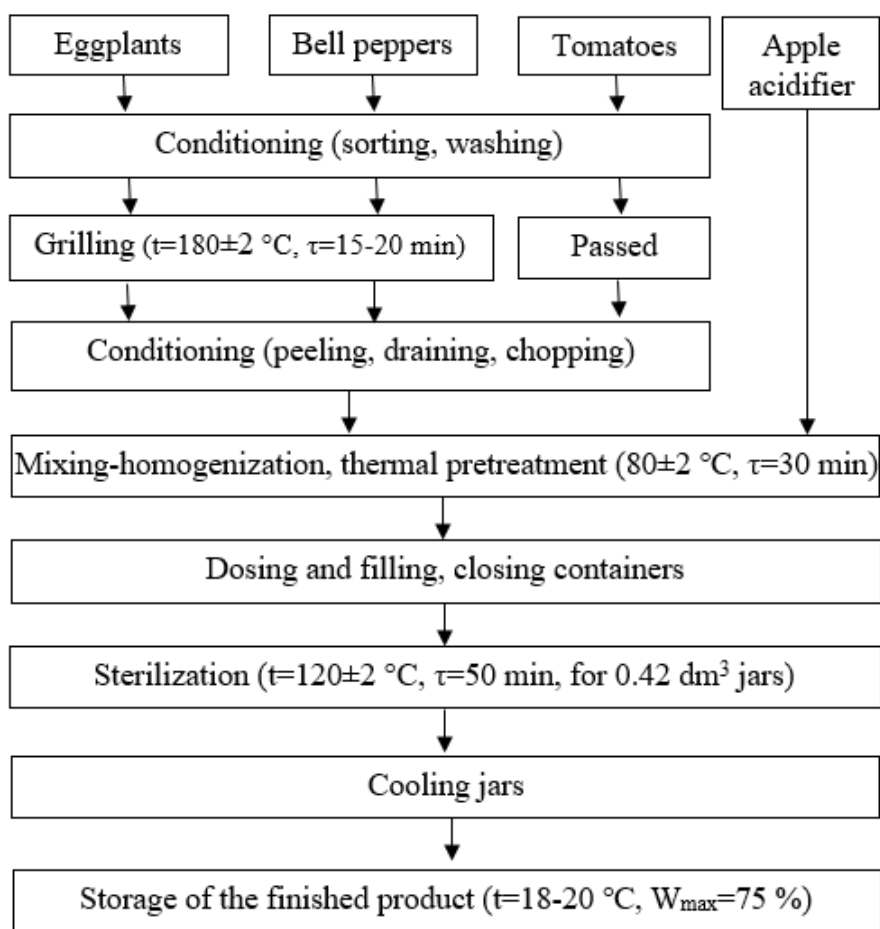 Eggplants
Bell peppers
Tomatoes
Apple
acidifier
Conditioning (sorting, washing)
Grilling (t=180±2 °C, τ=15-20 min)
Passed
Conditioning (peeling, draining, chopping)
Mixing-homogenization, thermal pretreatment (80±2 °C, τ=30 min)
Dosing and filling, closing containers
Sterilization (t=120±2 °C, τ=50 min, for 0.42 dm³ jars)
Cooling jars
Storage of the finished product (t=18-20 °C, Wmax=75 %)